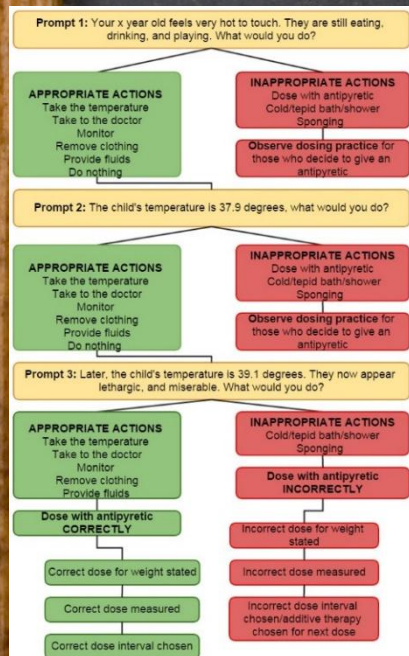 Prompt 1: Your x year old feels very hot to touch. They are still eating,
drinking, and playing. What would you do?
APPROPRIATE ACTIONS
Take the temperature
Take to the doctor
Monitor
Remove clothing
Provide fluids
Do nothing
INAPPROPRIATE ACTIONS
Dose with antipyretic
Cold/tepid bath/shower
Sponging
Observe dosing practice for
those who decide to give an
antipyretic
Prompt 2: The child's temperature is 37.9 degrees, what would you do?
APPROPRIATE ACTIONS
Take the temperature
Take to the doctor
Monitor
Remove clothing
Provide fluids
Do nothing
INAPPROPRIATE ACTIONS
Dose with antipyretic
Cold/tepid bath/shower
Sponging
Observe dosing practice for
those who decide to give an
antipyretic
Prompt 3: Later, the child's temperature is 39.1 degrees. They now appear
lethargic, and miserable. What would you do?
APPROPRIATE ACTIONS
Take the temperature
Take to the doctor
Monitor
Remove clothing
Provide fluids
Dose with antipyretic
CORRECTLY
Correct dose for weight stated
Correct dose measured
Correct dose interval chosen
INAPPROPRIATE ACTIONS
Cold/tepid bath/shower
Sponging
Dose with antipyretic
INCORRECTLY
Incorrect dose for weight
stated
Incorrect dose measured
Incorrect dose interval
chosen/additive therapy
chosen for next dose